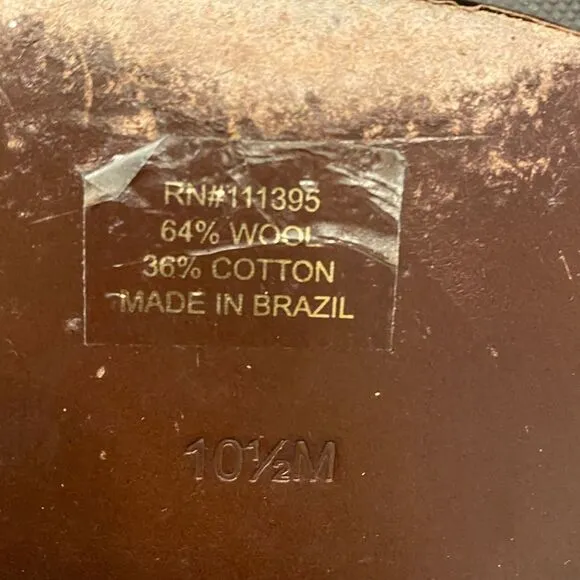 RN#111395
64% WOOL
36% COTTON
MADE IN BRAZIL
10½M